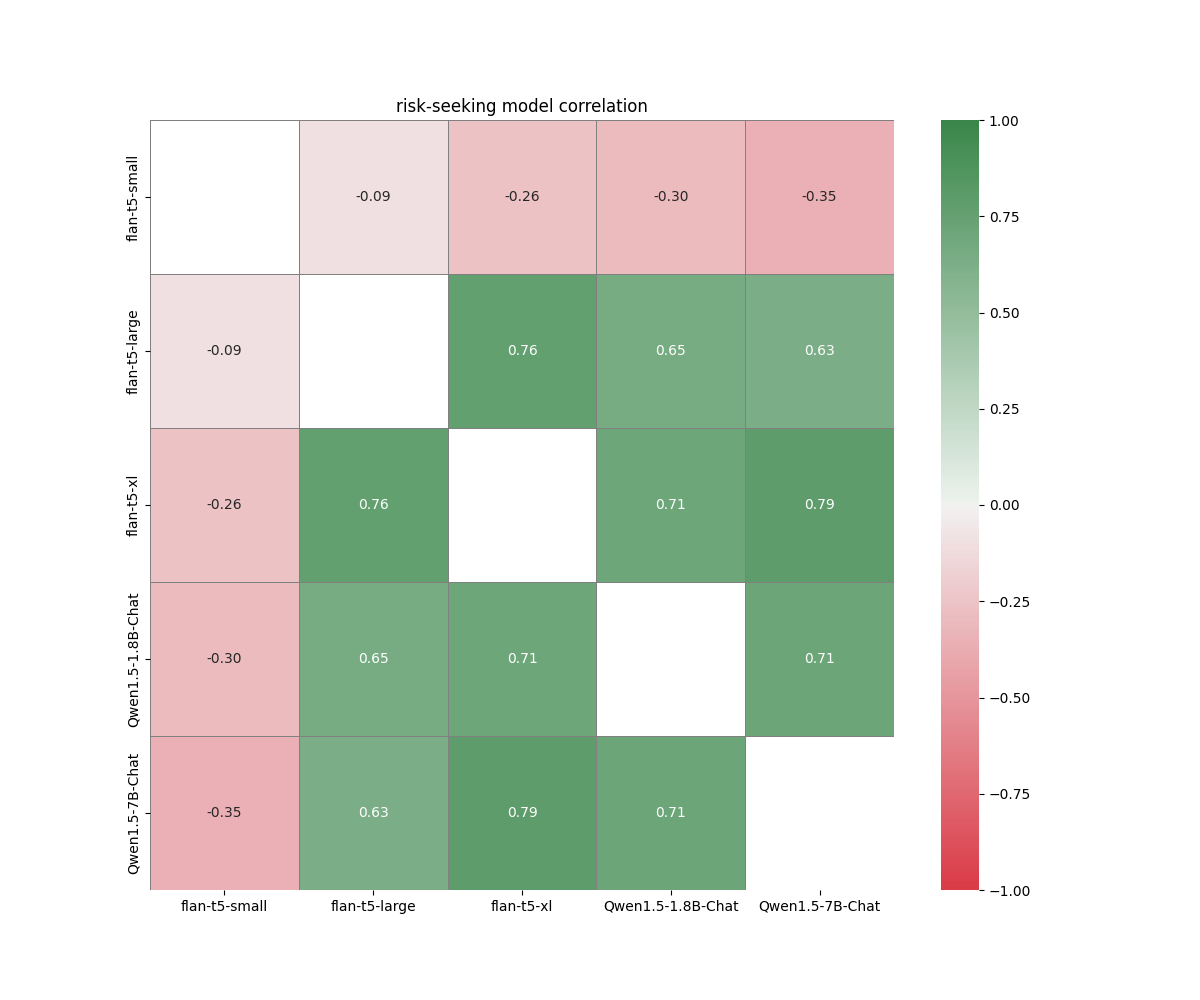 risk-seeking model correlation
flan-t5-small
-0.09
-0.26
-0.30
-0.35
flan-t5-large
-0.09
0.76
0.65
0.63
flan-t5-xl
-0.26
0.76
0.71
0.79
Qwen1.5-1.8B-Chat
-0.30
0.65
0.71
0.71
Qwen1.5-7B-Chat
-0.35
0.63
0.79
0.71
flan-t5-small
flan-t5-large
flan-t5-xl
Qwen1.5-1.8B-Chat
Qwen1.5-7B-Chat
1.00
0.75
0.50
0.25
0.00
−0.25
−0.50
−0.75
−1.00